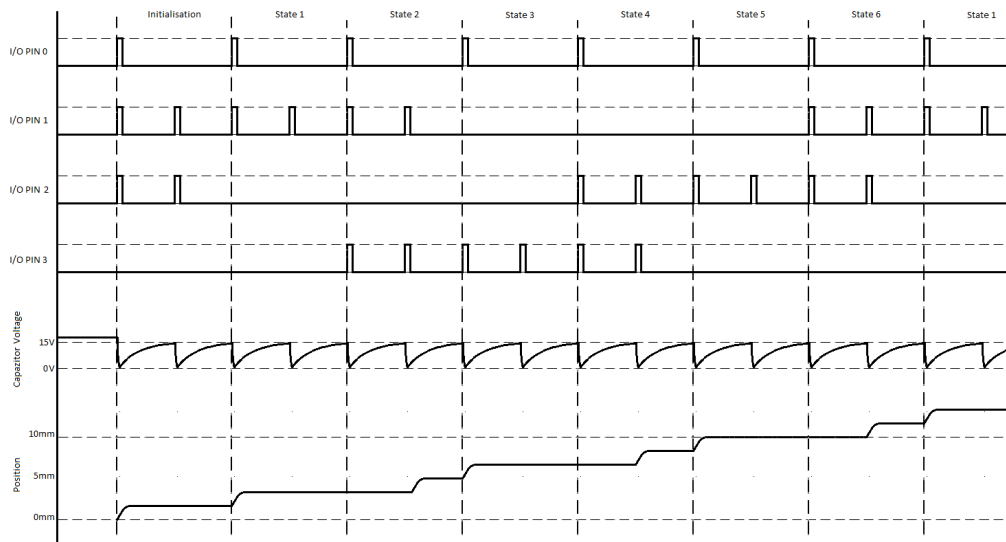 Initialisation State 1 State 2 State 3 State 4 State 5 State 6 State 1
I/O PIN 0
I/O PIN 1
I/O PIN 2
I/O PIN 3
Capazitor Voltage
15V
0V
Position
10mm
5mm
0mm